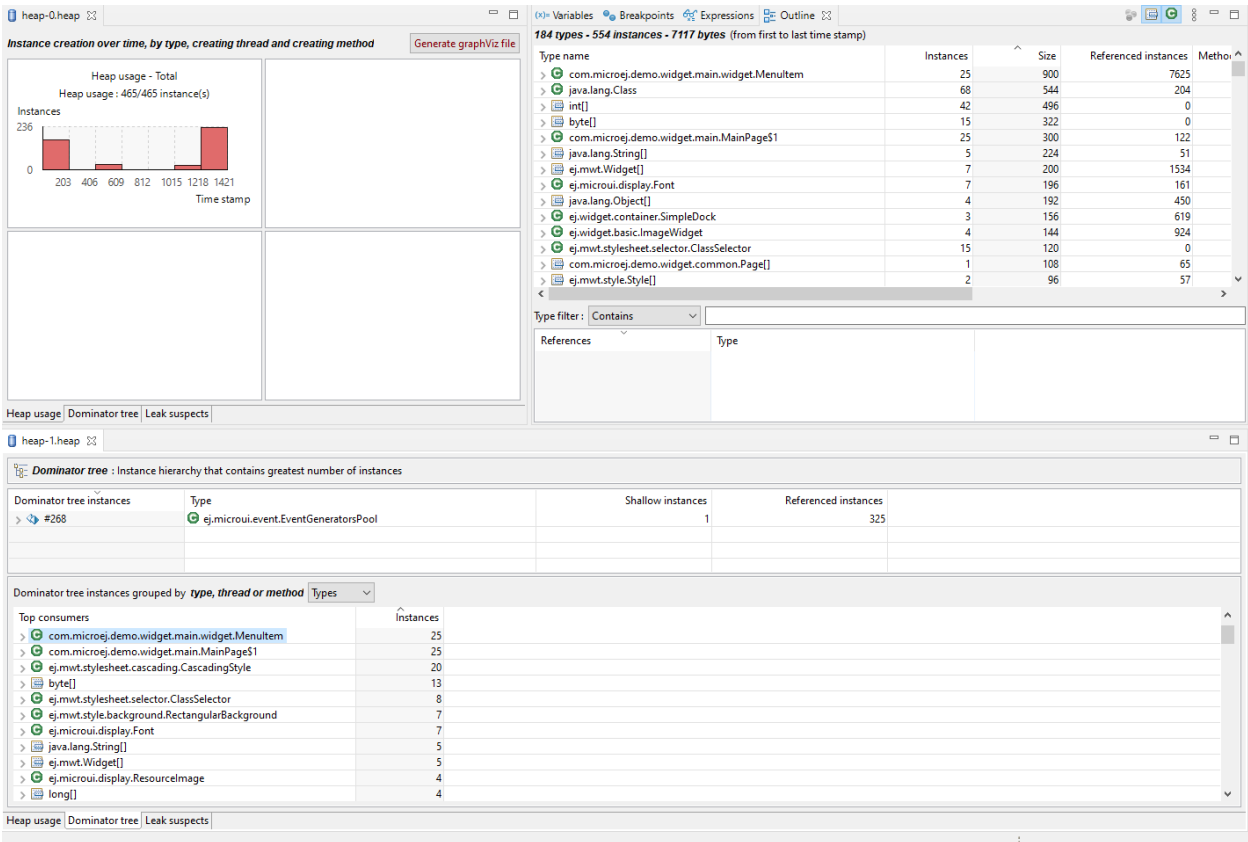 heap-0.heap
Instance creation over time, by type, creating thread and creating method
Generate graphViz file
Heap usage - Total
Heap usage : 465/465 instance(s)
Instances
236
0
203 406 609 812 1015 1218 1421
Time stamp
Heap usage Dominator tree Leak suspects
(x)= Variables Breakpoints Expressions Outline
184 types - 554 instances - 7117 bytes (from first to last time stamp)
Type name Instances Size Referenced instances Metho
com.microej.demo.widget.main.widget.MenuItem 25 900 7625
java.lang.Class 68 544 204
int[] 42 496 0
byte[] 15 322 0
com.microej.demo.widget.main.MainPage$1 25 300 122
java.lang.String[] 5 224 51
ej.mwt.Widget[] 7 200 1534
ej.microui.display.Font 7 196 161
java.lang.Object[] 4 192 450
ej.widget.container.SimpleDock 3 156 619
ej.widget.basic.ImageWidget 4 144 924
ej.mwt.stylesheet.selector.ClassSelector 15 120 0
com.microej.demo.widget.common.Page[] 1 108 65
ej.mwt.style.Style[] 2 96 57
Type filter : Contains
References Type
heap-1.heap
Dominator tree : Instance hierarchy that contains greatest number of instances
Dominator tree instances Type Shallow instances Referenced instances
#268 ej.microui.event.EventGeneratorsPool 1 325
Dominator tree instances grouped by type, thread or method Types
Top consumers Instances
com.microej.demo.widget.main.widget.MenuItem 25
com.microej.demo.widget.main.MainPage$1 25
ej.mwt.stylesheet.cascading.CascadingStyle 20
byte[] 13
ej.mwt.stylesheet.selector.ClassSelector 8
ej.mwt.style.background.RectangularBackground 7
ej.microui.display.Font 7
java.lang.String[] 5
ej.mwt.Widget[] 5
ej.microui.display.ResourceImage 4
long[] 4
Heap usage Dominator tree Leak suspects